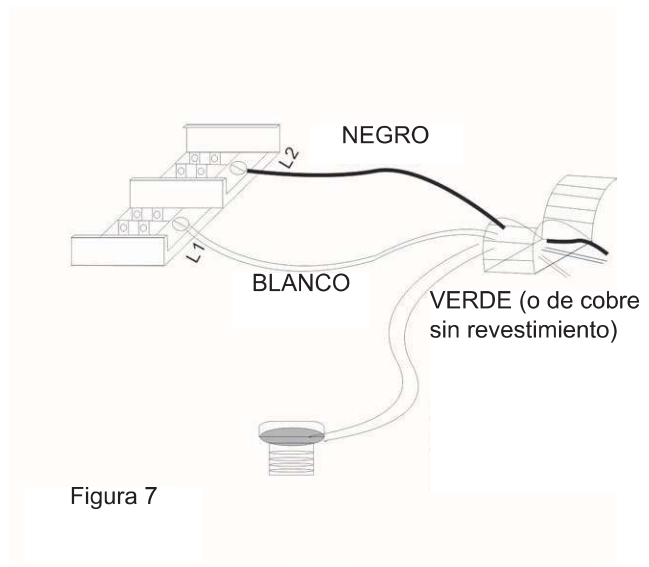 NEGRO
L2
L1
BLANCO
VERDE (o de cobre
sin revestimiento)
Figura 7